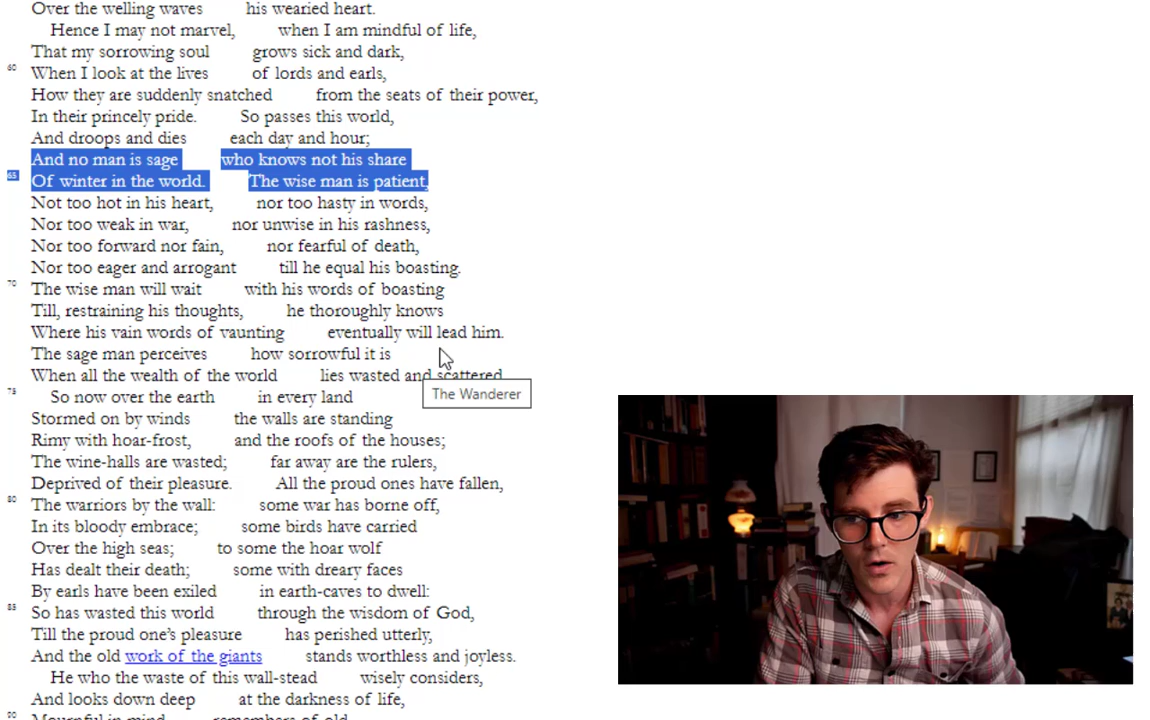 Over the welling waves his wearied heart.
Hence I may not marvel, when I am mindful of life,
That my sorrowing soul grows sick and dark,
60 When I look at the lives of lords and earls,
How they are suddenly snatched from the seats of their power,
In their princely pride. So passes this world,
And droops and dies each day and hour;
And no man is sage who knows not his share
65 Of winter in the world. The wise man is patient,
Not too hot in his heart, nor too hasty in words,
Nor too weak in war, nor unwise in his rashness,
Nor too forward nor fain, nor fearful of death,
Nor too eager and arrogant till he equal his boasting.
70 The wise man will wait with his words of boasting
Till, restraining his thoughts, he thoroughly knows
Where his vain words of vaunting eventually will lead him.
The sage man perceives how sorrowful it is
When all the wealth of the world lies wasted and scattered
The Wanderer
75 So now over the earth in every land
Stormed on by winds the walls are standing
Rimy with hoar-frost, and the roofs of the houses;
The wine-halls are wasted; far away are the rulers,
Deprived of their pleasure. All the proud ones have fallen,
80 The warriors by the wall: some war has borne off,
In its bloody embrace; some birds have carried
Over the high seas; to some the hoar wolf
Has dealt their death; some with dreary faces
By earls have been exiled in earth-caves to dwell:
85 So has wasted this world through the wisdom of God,
Till the proud one's pleasure has perished utterly,
And the old work of the giants stands worthless and joyless.
He who the waste of this wall-stead wisely considers,
And looks down deep at the darkness of life,
90 Mournful in mind, remembers of old